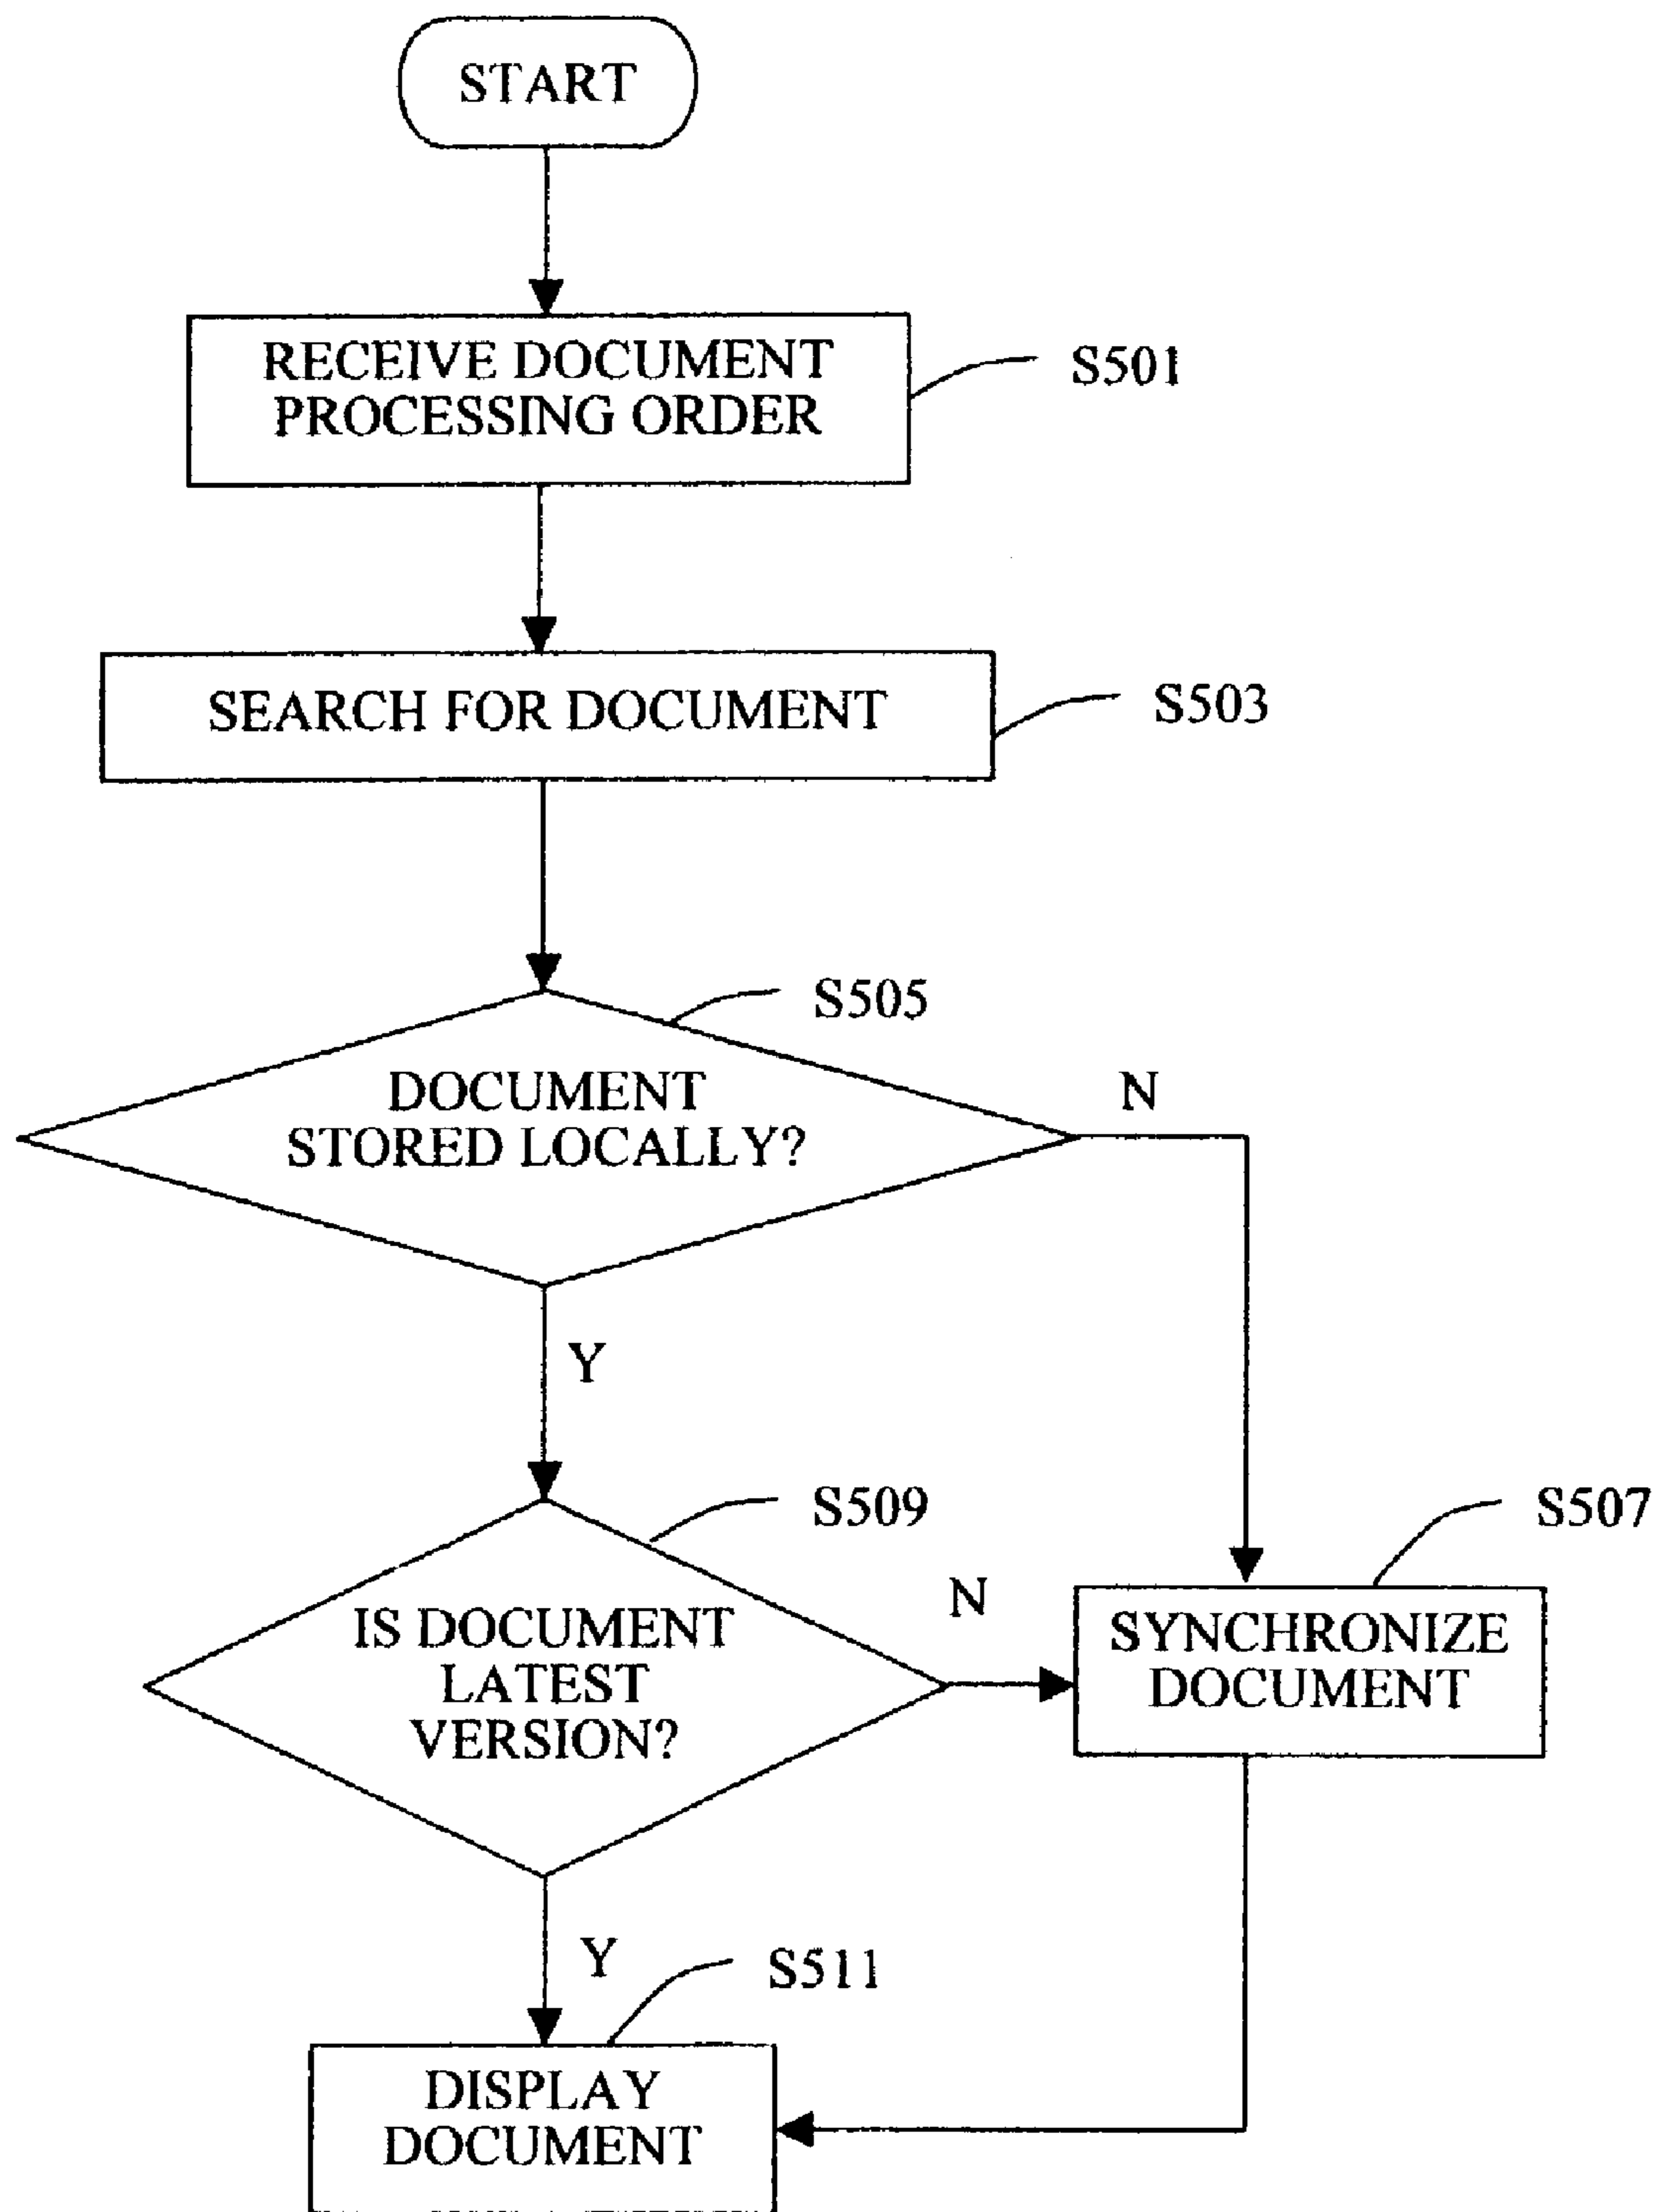 START
RECEIVE DOCUMENT
PROCESSING ORDER
S501
SEARCH FOR DOCUMENT
S503
S505
DOCUMENT
STORED LOCALLY?
N
Y
S509
S507
IS DOCUMENT
LATEST
VERSION?
N
SYNCHRONIZE
DOCUMENT
Y
S511
DISPLAY
DOCUMENT